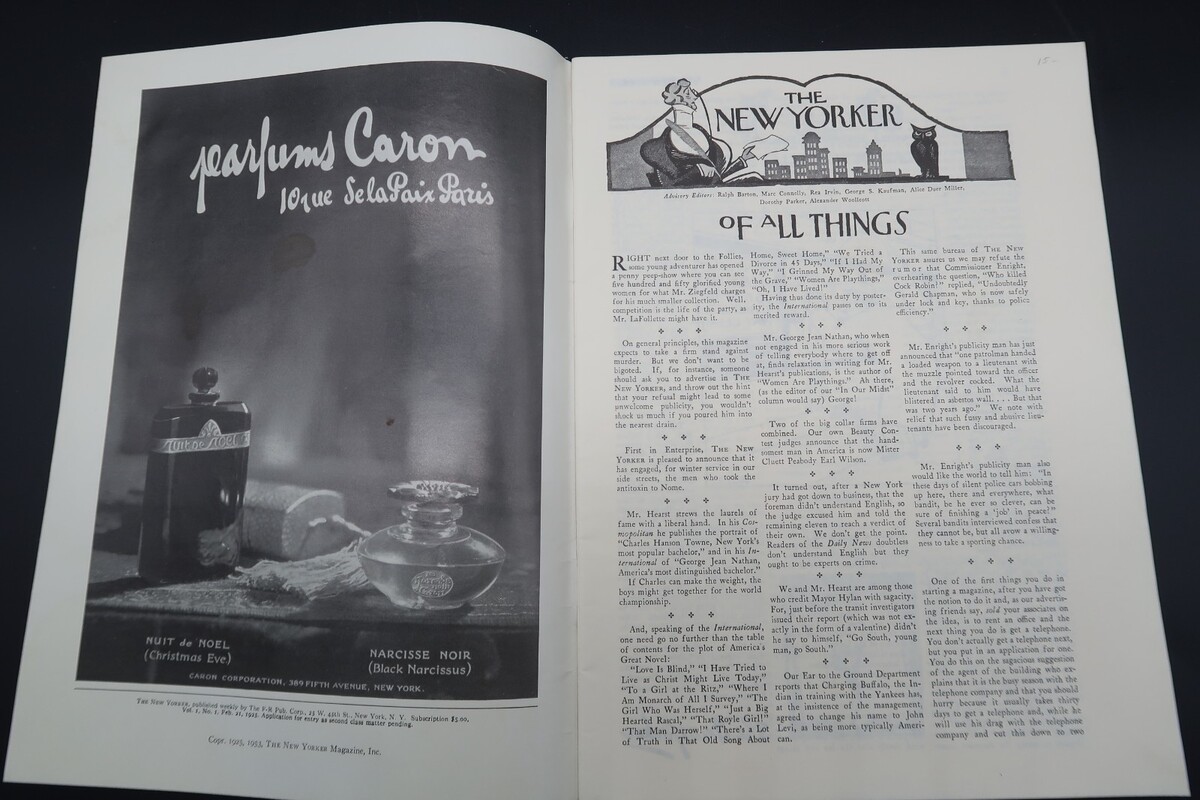 parfums Caron
10 rue de la Paix Paris
NUIT de NOEL
NUIT de NOEL
(Christmas Eve)
NARCISSE NOIR
(Black Narcissus)
CARON CORPORATION, 389 FIFTH AVENUE, NEW YORK.
THE NEW YORKER, published weekly by The F-R Pub. Corp., 25 W. 45th St., New York, N. Y. Subscription $5.00.
Vol. 1, No. 1, Feb. 21, 1925. Application for entry as second class matter pending.
Copr. 1925, 1953, THE NEW YORKER Magazine, Inc.
THE
NEW YORKER
Advisory Editors: Ralph Barton, Marc Connelly, Rea Irvin, George S. Kaufman, Alice Duer Miller,
Dorothy Parker, Alexander Woollcott
OF ALL THINGS
RIGHT next door to the Follies,
some young adventurer has opened
a penny peep-show where you can see
five hundred and fifty glorified young
women for what Mr. Ziegfeld charges
for his much smaller collection. Well,
competition is the life of the party, as
Mr. LaFollette might have it.
On general principles, this magazine
expects to take a firm stand against
murder. But we don't want to be
bigoted. If, for instance, someone
should ask you to advertise in THE
NEW YORKER, and throw out the hint
that your refusal might lead to some
unwelcome publicity, you wouldn't
shock us much if you poured him into
the nearest drain.
First in Enterprise, THE NEW
YORKER is pleased to announce that it
has engaged, for winter service in our
side streets, the men who took the
antitoxin to Nome.
Mr. Hearst strews the laurels of
fame with a liberal hand. In his Cos-
mopolitan he publishes the portrait of
"Charles Hanson Towne, New York's
most popular bachelor," and in his In-
ternational of "George Jean Nathan,
America's most distinguished bachelor."
If Charles can make the weight, the
boys might get together for the world
championship.
And, speaking of the International,
one need go no further than the table
of contents for the plot of America's
Great Novel:
"Love Is Blind," "I Have Tried to
Live as Christ Might Live Today,"
"To a Girl at the Ritz," "Where I
Am Monarch of All I Survey," "The
Girl Who Was Herself," "Just a Big
Hearted Rascal," "That Royle Girl!"
"That Man Darrow!" "There's a Lot
of Truth in That Old Song About
Home, Sweet Home," "We Tried a
Divorce in 45 Days," "If I Had My
Way," "I Grinned My Way Out of
the Grave," "Women Are Playthings,"
"Oh, I Have Lived!"
Having thus done its duty by poster-
ity, the International passes on to its
merited reward.
Mr. George Jean Nathan, who when
not engaged in his more serious work
of telling everybody where to get off
at, finds relaxation in writing for Mr.
Hearst's publications, is the author of
"Women Are Playthings." Ah there,
(as the editor of our "In Our Midst"
column would say) George!
Two of the big collar firms have
combined. Our own Beauty Con-
test judges announce that the hand-
somest man in America is now Mister
Cluett Peabody Earl Wilson.
It turned out, after a New York
jury had got down to business, that the
foreman didn't understand English, so
the judge excused him and told the
remaining eleven to reach a verdict of
their own. We don't get the point.
Readers of the Daily News doubtless
don't understand English but they
ought to be experts on crime.
We and Mr. Hearst are among those
who credit Mayor Hylan with sagacity.
For, just before the transit investigators
issued their report (which was not ex-
actly in the form of a valentine) didn't
he say to himself, "Go South, young
man, go South."
Our Ear to the Ground Department
reports that Charging Buffalo, the In-
dian in training with the Yankees, has,
at the insistence of the management,
agreed to change his name to John
Levi, as being more typically Ameri-
can.
This same bureau of THE NEW
YORKER assures us we may refute the
rumor that Commissioner Enright,
overhearing the question, "Who killed
Cock Robin?" replied, "Undoubtedly
Gerald Chapman, who is now safely
under lock and key, thanks to police
efficiency."
Mr. Enright's publicity man has just
announced that "one patrolman handed
a loaded weapon to a lieutenant with
the muzzle pointed toward the officer
and the revolver cocked. What the
lieutenant said to him would have
blistered an asbestos wall. . . . But that
was two years ago." We note with
relief that such fussy and abusive lieu-
tenants have been discouraged.
Mr. Enright's publicity man also
would like the world to tell him: "In
these days of silent police cars bobbing
up here, there and everywhere, what
bandit, be he ever so clever, can be
sure of finishing a 'job' in peace?"
Several bandits interviewed confess that
they cannot be, but all avow a willing-
ness to take a sporting chance.
One of the first things you do in
starting a magazine, after you have got
the notion to do it and, as our advertis-
ing friends say, sold your associates on
the idea, is to rent an office and the
next thing you do is get a telephone.
You don't actually get a telephone next,
but you put in an application for one.
You do this on the sagacious suggestion
of the agent of the building who ex-
plains that it is the busy season with the
telephone company and that you should
hurry because it usually takes thirty
days to get a telephone and, while he
will use his drag with the telephone
company and cut this down to two